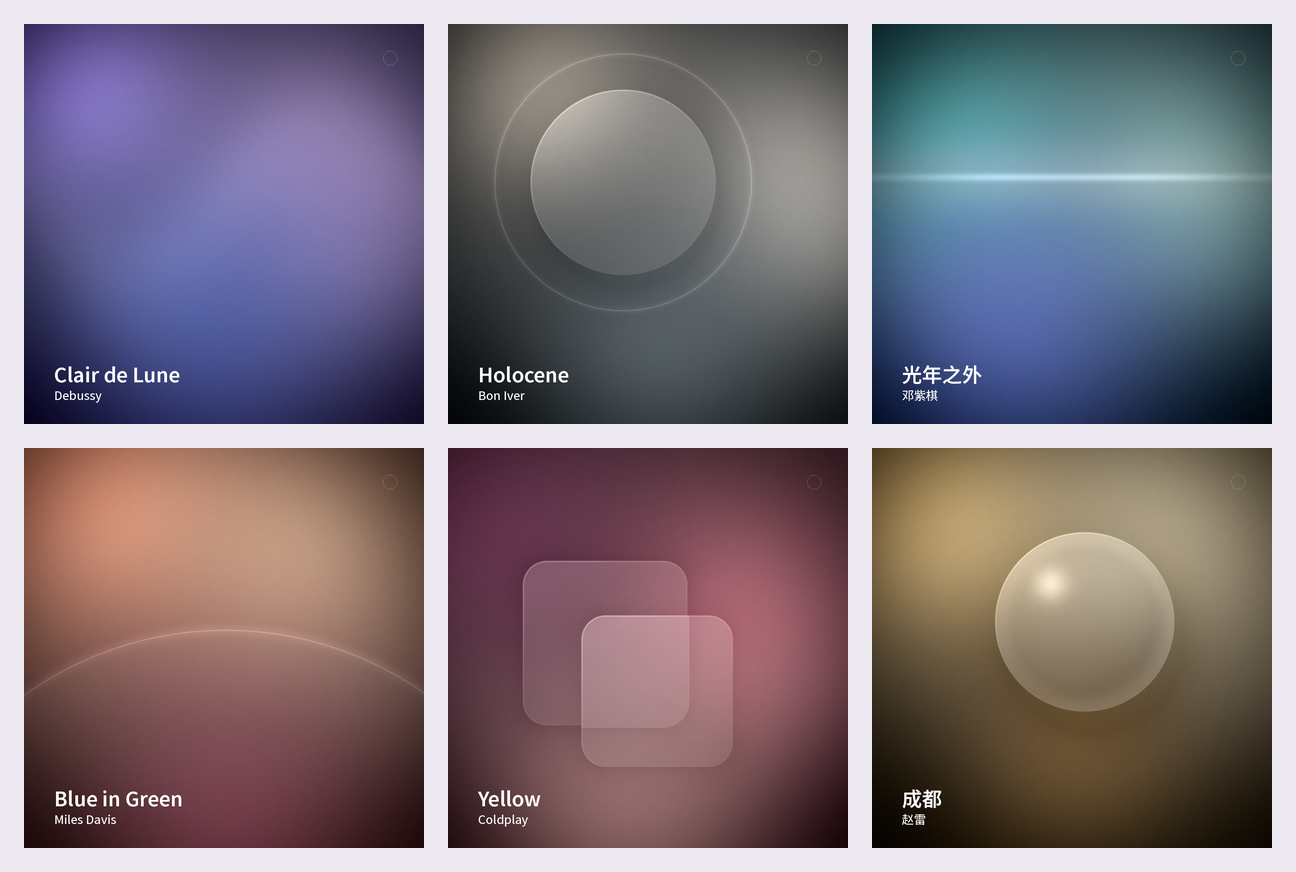 Clair de Lune
Debussy
Holocene
Bon Iver
光年之外
邓紫棋
Blue in Green
Miles Davis
Yellow
Coldplay
成都
赵雷